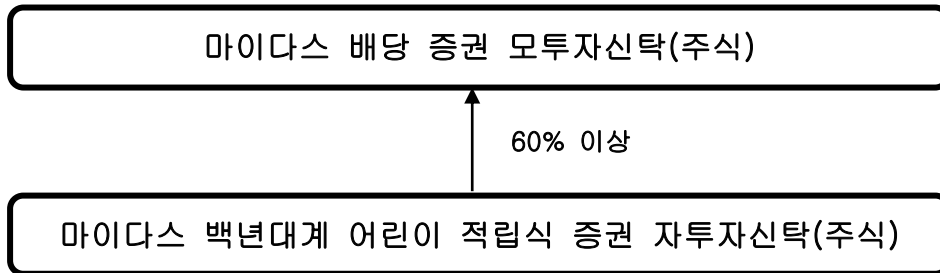 마이다스 배당 증권 모투자신탁(주식)
60% 이상
마이다스 백년대계 어린이 적립식 증권 자투자신탁(주식)